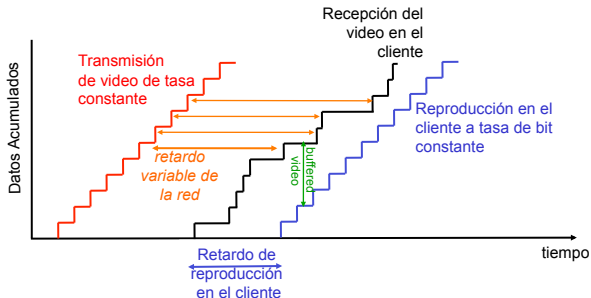 Recepción del
video en el
cliente
Transmisión
de video de tasa
constante
Datos Acumulados
Reproducción en el
cliente a tasa de bit
constante
retardo
variable de
la red
buffered
video
tiempo
Retardo de
reproducción
en el cliente